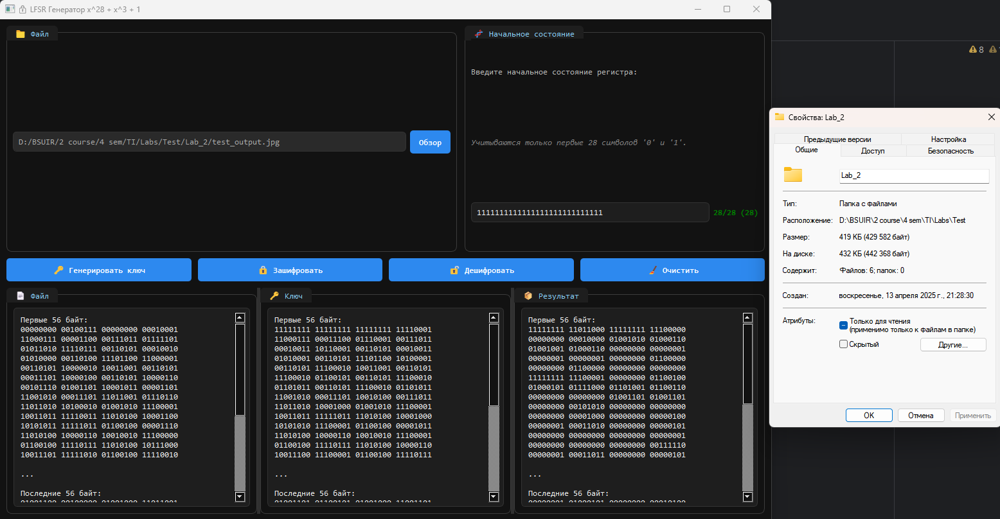 LFSR Генератор x^28 + x^3 + 1
Файл
D:/BSUIR/2 course/4 sem/TI/Labs/Test/Lab_2/test_output.jpg
Обзор
Начальное состояние
Введите начальное состояние регистра:
Учитываются только первые 28 символов '0' и '1'.
1111111111111111111111111111
28/28 (28)
Генерировать ключ
Зашифровать
Дешифровать
Очистить
Файл
Первые 56 байт:
00000000 00100111 00000000 00010001
11000111 00001100 00111011 01111101
01011010 11110111 00110101 00010010
01010000 00110100 11101100 11000001
00110101 10000010 10011001 00110101
00011101 10000100 00110101 10000110
00101110 01001101 10001011 00001101
11001010 00011101 11011001 01110110
11011010 10100010 01001010 11100001
10011011 11110011 11010100 10001100
10101011 11111011 01100100 00001110
11010100 10000110 10010010 11100000
01100100 11110111 11010100 10111000
10011101 11111010 01100100 11110010
...
Последние 56 байт:
Ключ
Первые 56 байт:
11111111 11111111 11111111 11110001
11000111 00011100 01110001 00111011
00010011 10110001 00110101 00010011
01010001 00110101 11101100 10100001
00110101 11100010 10011001 00110101
11100010 01100101 00110101 11100010
01101011 00110101 11100010 01101011
11001010 00011101 10010100 00111011
11011010 10001000 01001010 11100001
10011011 11111011 11010100 10001000
10101010 11100001 01100100 00001011
11010100 10000110 10010010 11100001
01100100 11110111 11010100 10000110
10011100 11100001 01100100 11110111
...
Последние 56 байт:
Результат
Первые 56 байт:
11111111 11011000 11111111 11100000
00000000 00010000 01001010 01000110
01001001 01000110 00000000 00000001
00000001 00000001 00000000 01100000
00000000 01100000 00000000 00000000
11111111 11100001 00000000 01100100
01000101 01111000 01101001 01100110
00000000 00000000 01001101 01001101
00000000 00101010 00000000 00000000
00000000 00001000 00000000 00000100
00000001 00011010 00000000 00000101
00000000 00000000 00000000 00000001
00000000 00000000 00000000 00111110
00000001 00011011 00000000 00000101
...
Последние 56 байт:
8
Свойства: Lab_2
Предыдущие версии
Настройка
Общие
Доступ
Безопасность
Lab_2
Тип: Папка с файлами
Расположение: D:\BSUIR\2 course\4 sem\TI\Labs\Test
Размер: 419 КБ (429 582 байт)
На диске: 432 КБ (442 368 байт)
Содержит: Файлов: 6; папок: 0
Создан: воскресенье, 13 апреля 2025 г., 21:28:30
Атрибуты: Только для чтения
(применимо только к файлам в папке)
Скрытый
Другие...
OK
Отмена
Применить